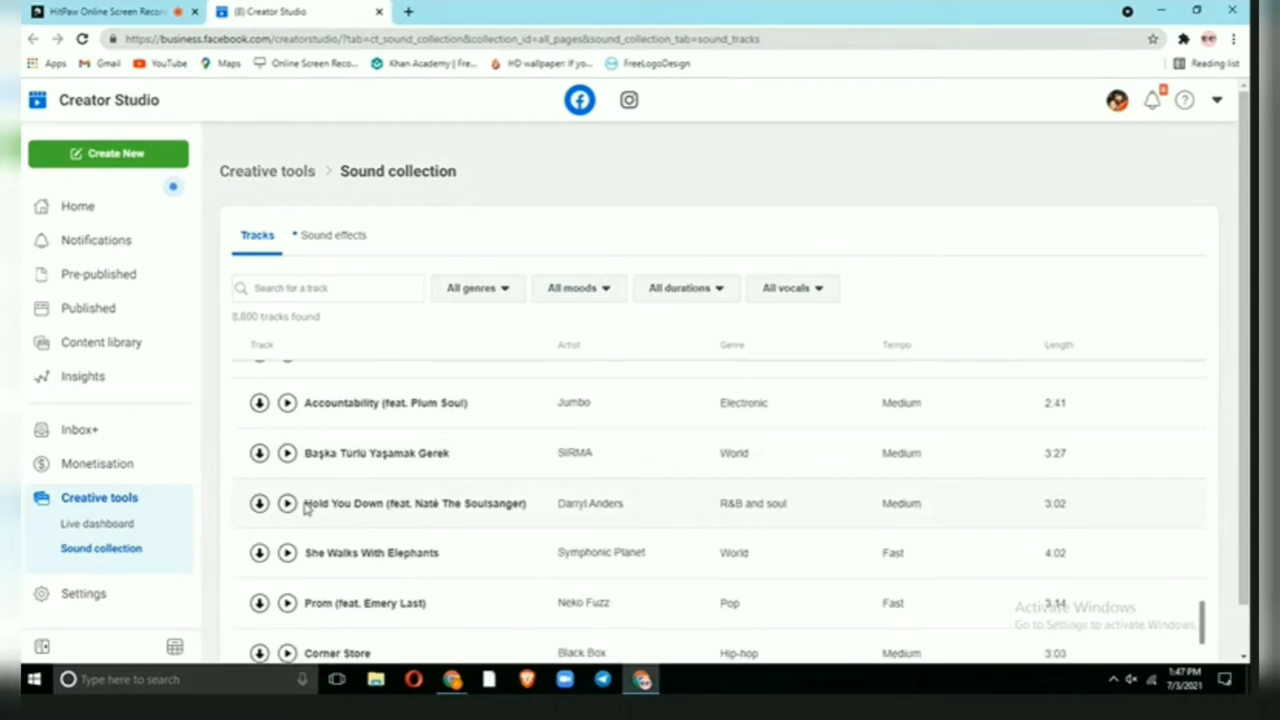 HitPaw Online Screen Recor
(8) Creator Studio
https://business.facebook.com/creatorstudio/?tab=ct_sound_collection&collection_id=all_pages&sound_collection_tab=sound_tracks
Apps Gmail YouTube Maps Online Screen Reco... Khan Academy | Fre... HD wallpaper: If yo... FreeLogoDesign Reading list
Creator Studio
Create New
Home
Notifications
Pre-published
Published
Content library
Insights
Inbox+
Monetisation
Creative tools
Live dashboard
Sound collection
Settings
Creative tools > Sound collection
Tracks * Sound effects
Search for a track All genres All moods All durations All vocals
8,800 tracks found
Track Artist Genre Tempo Length
Accountability (feat. Plum Soul) Jumbo Electronic Medium 2:41
Başka Türlü Yaşamak Gerek SIRMA World Medium 3:27
Hold You Down (feat. Naté The Soulsanger) Darryl Anders R&B and soul Medium 3:02
She Walks With Elephants Symphonic Planet World Fast 4:02
Prom (feat. Emery Last) Neko Fuzz Pop Fast 3:14
Corner Store Black Box Hip-hop Medium 3:03
Activate Windows
Go to Settings to activate Windows.
Type here to search
1:47 PM
7/3/2021